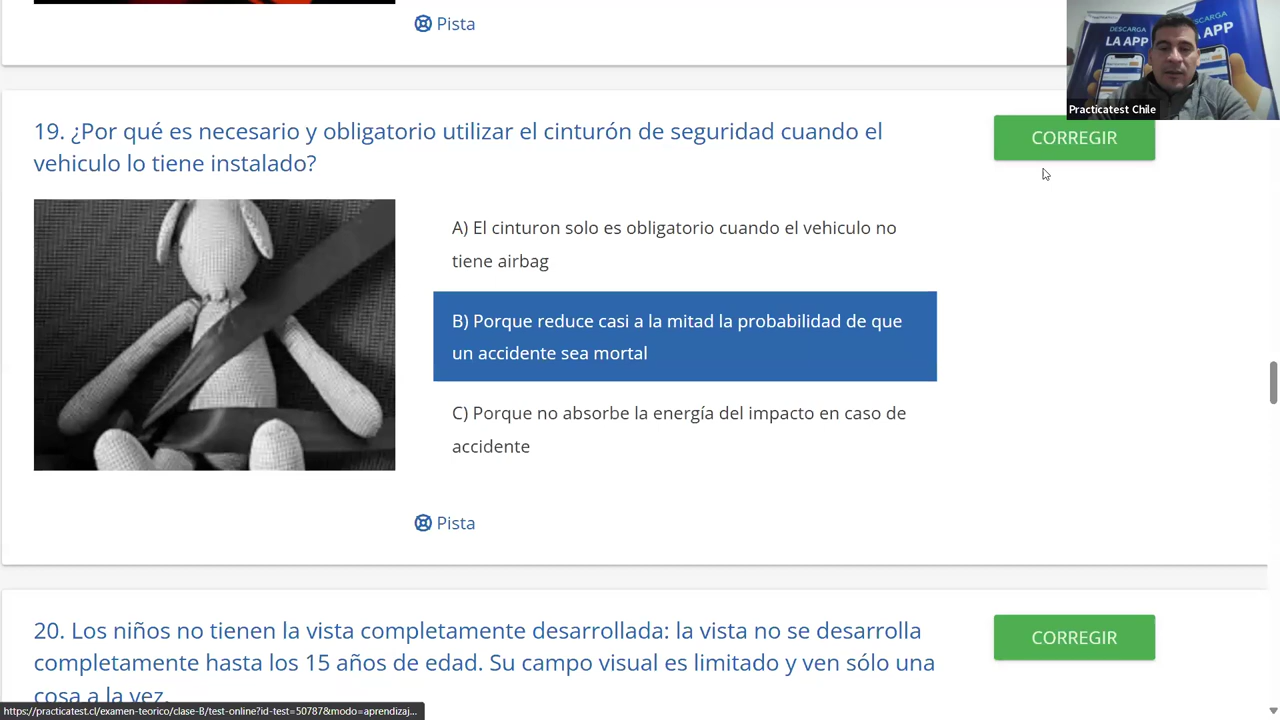 Pista
DESCARGA
LA APP
DESCARGA
LA APP
Practicatest Chile
19. ¿Por qué es necesario y obligatorio utilizar el cinturón de seguridad cuando el
vehiculo lo tiene instalado?
CORREGIR
A) El cinturon solo es obligatorio cuando el vehiculo no
tiene airbag
B) Porque reduce casi a la mitad la probabilidad de que
un accidente sea mortal
C) Porque no absorbe la energía del impacto en caso de
accidente
Pista
20. Los niños no tienen la vista completamente desarrollada: la vista no se desarrolla
completamente hasta los 15 años de edad. Su campo visual es limitado y ven sólo una
cosa a la vez.
CORREGIR
https://practicatest.cl/examen-teorico/clase-B/test-online?id-test=50787&modo=aprendizaj...